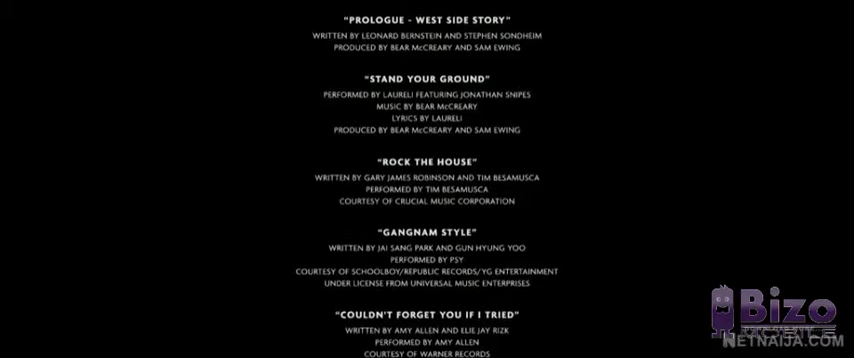 "PROLOGUE - WEST SIDE STORY"
WRITTEN BY LEONARD BERNSTEIN AND STEPHEN SONDHEIM
PRODUCED BY BEAR McCREARY AND SAM EWING
"STAND YOUR GROUND"
PERFORMED BY LAURELI FEATURING JONATHAN SNIPES
MUSIC BY BEAR McCREARY
LYRICS BY LAURELI
PRODUCED BY BEAR McCREARY AND SAM EWING
"ROCK THE HOUSE"
WRITTEN BY GARY JAMES ROBINSON AND TIM BESAMUSCA
PERFORMED BY TIM BESAMUSCA
COURTESY OF CRUCIAL MUSIC CORPORATION
"GANGNAM STYLE"
WRITTEN BY JAI SANG PARK AND GUN HYUNG YOO
PERFORMED BY PSY
COURTESY OF SCHOOLBOY/REPUBLIC RECORDS/YG ENTERTAINMENT
UNDER LICENSE FROM UNIVERSAL MUSIC ENTERPRISES
"COULDN'T FORGET YOU IF I TRIED"
WRITTEN BY AMY ALLEN AND ELIE JAY RIZK
PERFORMED BY AMY ALLEN
COURTESY OF WARNER RECORDS
Bizo
NETNAIJA.COM